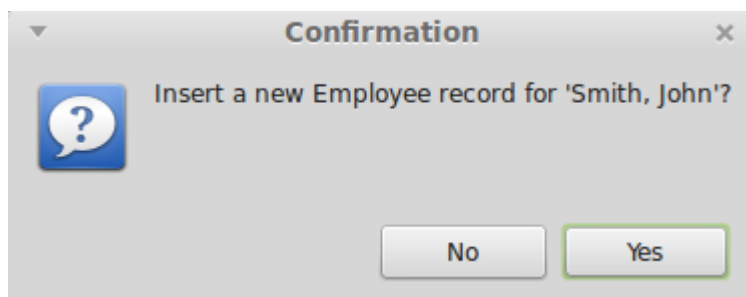 Confirmation
Insert a new Employee record for 'Smith, John'?
No
Yes